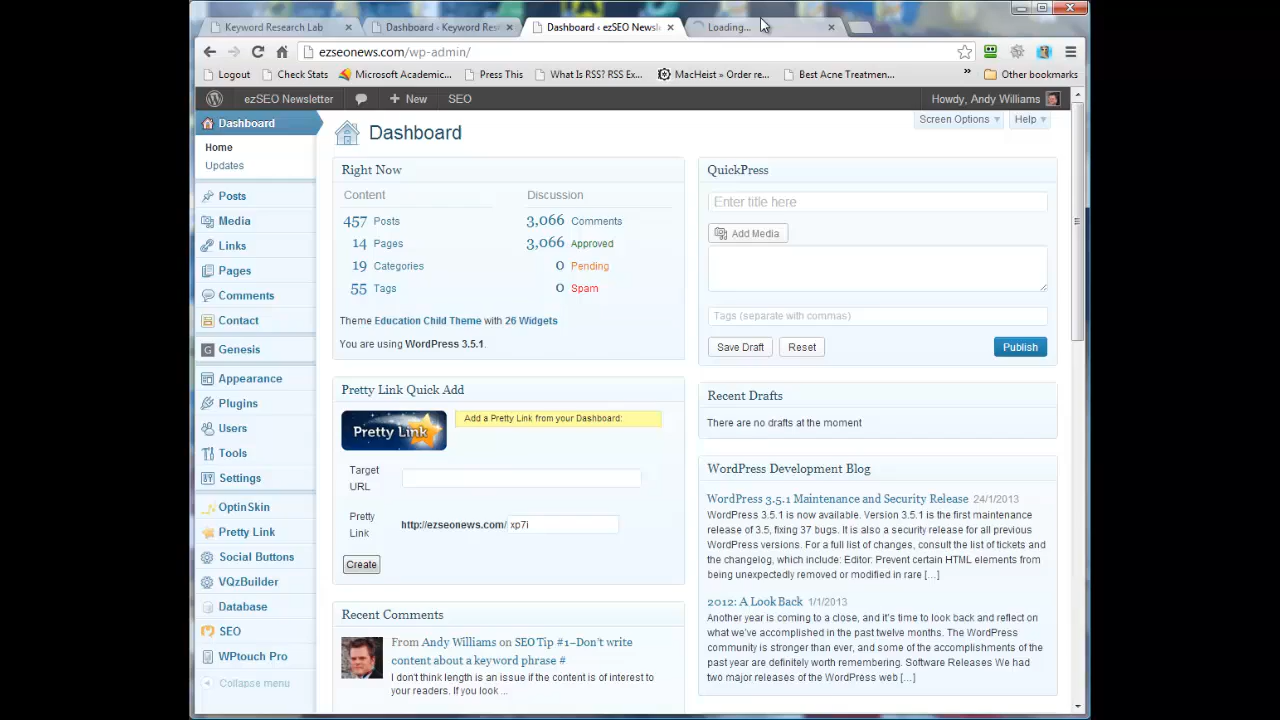 Keyword Research Lab
Dashboard ‹ Keyword Res
Dashboard ‹ ezSEO Newsl
Loading...
ezseonews.com/wp-admin/
Logout
Check Stats
Microsoft Academic...
Press This
What Is RSS? RSS Ex...
MacHeist » Order re...
Best Acne Treatmen...
»
Other bookmarks
ezSEO Newsletter
+ New
SEO
Howdy, Andy Williams
Dashboard
Home
Updates
Posts
Media
Links
Pages
Comments
Contact
Genesis
Appearance
Plugins
Users
Tools
Settings
OptinSkin
Pretty Link
Social Buttons
VQzBuilder
Database
SEO
WPtouch Pro
Collapse menu
Screen Options
Help
Dashboard
Right Now
Content
Discussion
457 Posts
3,066 Comments
14 Pages
3,066 Approved
19 Categories
0 Pending
55 Tags
0 Spam
Theme Education Child Theme with 26 Widgets
You are using WordPress 3.5.1.
Pretty Link Quick Add
Pretty Link
Add a Pretty Link from your Dashboard:
Target
URL
Pretty
Link
http://ezseonews.com/ xp7i
Create
Recent Comments
From Andy Williams on SEO Tip #1–Don't write
content about a keyword phrase #
I don't think length is an issue if the content is of interest to
your readers. If you look ...
QuickPress
Enter title here
Add Media
Tags (separate with commas)
Save Draft
Reset
Publish
Recent Drafts
There are no drafts at the moment
WordPress Development Blog
WordPress 3.5.1 Maintenance and Security Release 24/1/2013
WordPress 3.5.1 is now available. Version 3.5.1 is the first maintenance
release of 3.5, fixing 37 bugs. It is also a security release for all previous
WordPress versions. For a full list of changes, consult the list of tickets and
the changelog, which include: Editor: Prevent certain HTML elements from
being unexpectedly removed or modified in rare [...]
2012: A Look Back 1/1/2013
Another year is coming to a close, and it's time to look back and reflect on
what we've accomplished in the past twelve months. The WordPress
community is stronger than ever, and some of the accomplishments of the
past year are definitely worth remembering. Software Releases We had
two major releases of the WordPress web [...]